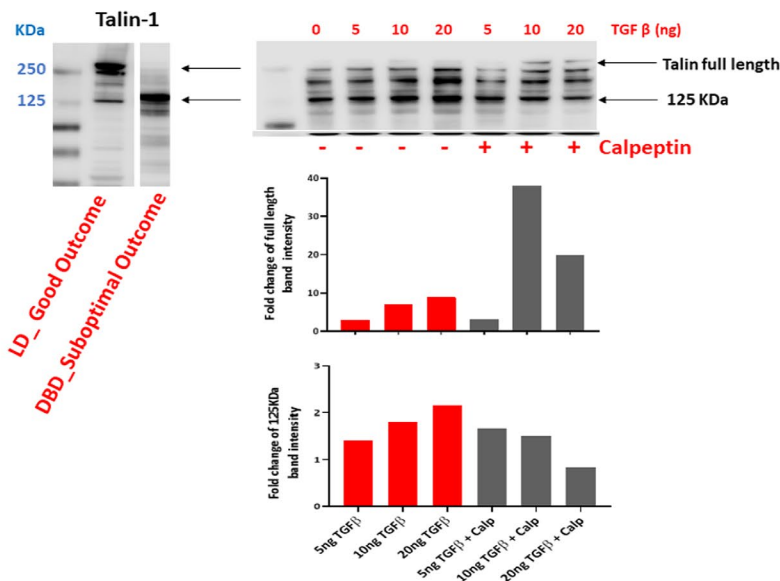 Talin-1
KDa
250
125
LD_ Good Outcome
DBD_Suboptimal Outcome
0 5 10 20 5 10 20 TGF β (ng)
Talin full length
125 KDa
- - - - + + + Calpeptin
Fold change of full length
band intensity
40
30
20
10
0
Fold change of 125KDa
band intensity
3
2
1
0
5ng TGFβ
10ng TGFβ
20ng TGFβ
5ng TGFβ + Calp
10ng TGFβ + Calp
20ng TGFβ + Calp